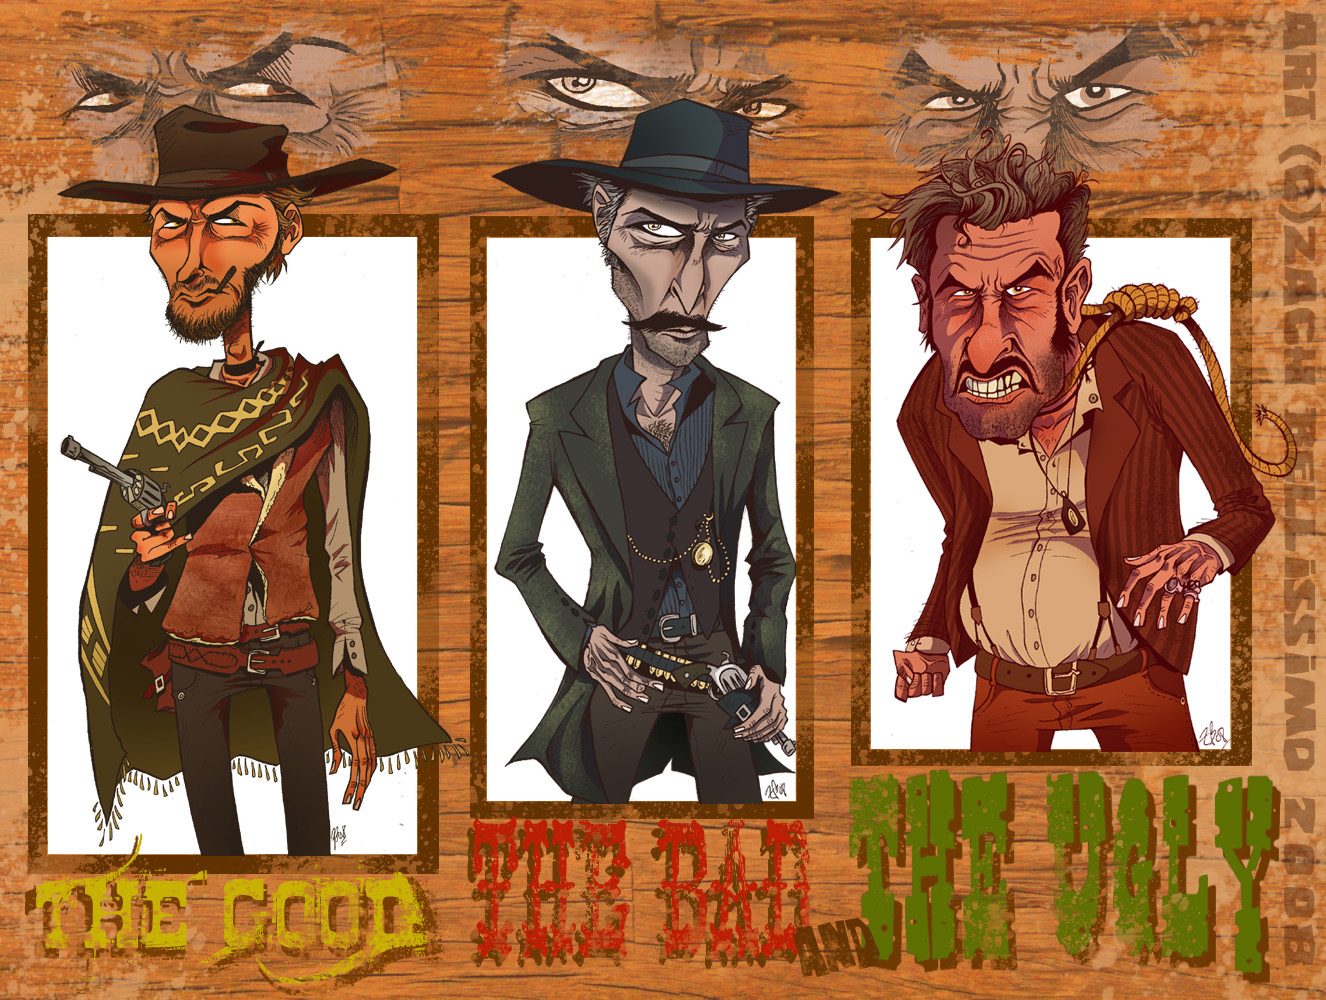 THE GOOD
THE BAD
AND
THE UGLY
ART (C)ZACH BELLiSSiMO 2008